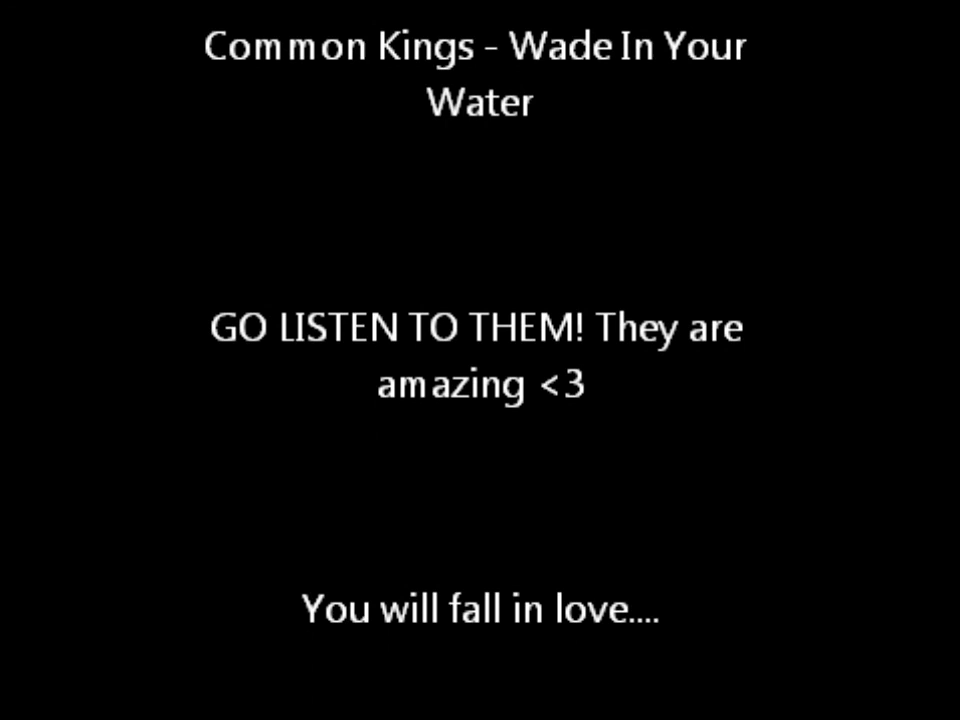 Common Kings - Wade In Your
Water
GO LISTEN TO THEM! They are
amazing <3
You will fall in love....